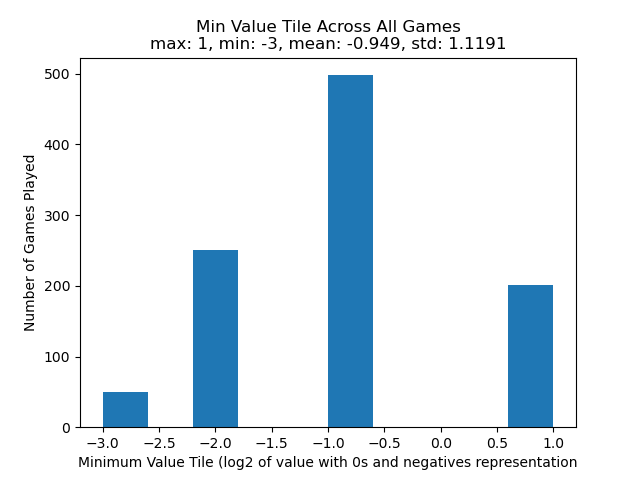 Min Value Tile Across All Games
max: 1, min: -3, mean: -0.949, std: 1.1191
500
400
300
200
100
0
Number of Games Played
−3.0 −2.5 −2.0 −1.5 −1.0 −0.5 0.0 0.5 1.0
Minimum Value Tile (log2 of value with 0s and negatives representation